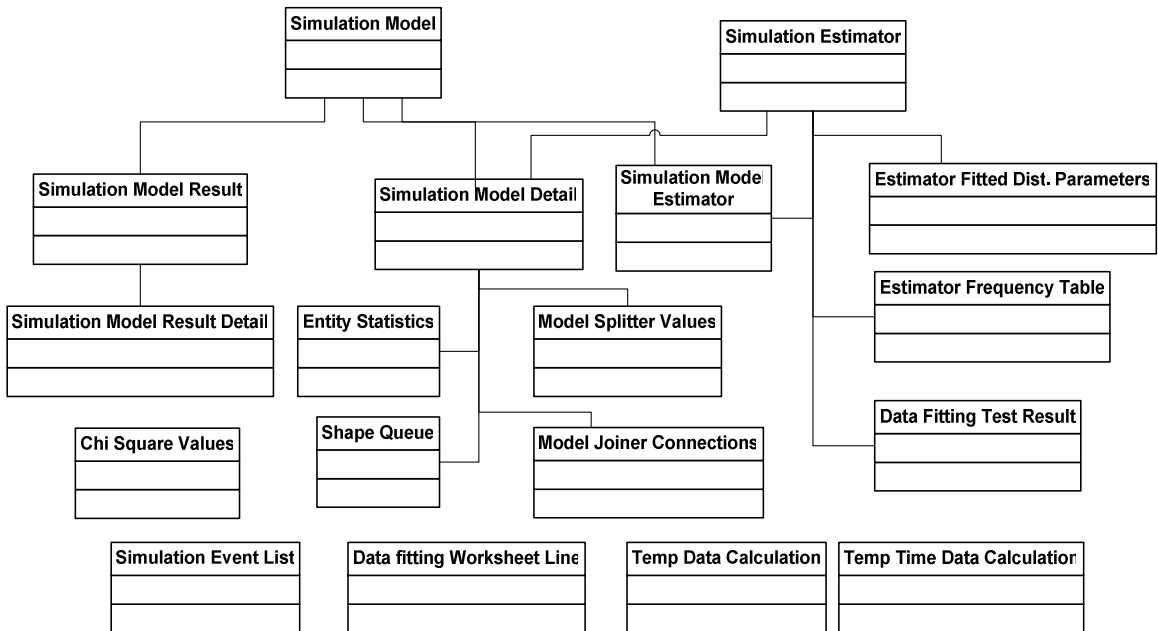 Simulation Model
Simulation Estimator
Simulation Model Result
Simulation Model Detail
Simulation Model
Estimator
Estimator Fitted Dist. Parameters
Estimator Frequency Table
Simulation Model Result Detail
Entity Statistics
Model Splitter Values
Data Fitting Test Result
Chi Square Values
Shape Queue
Model Joiner Connections
Simulation Event List
Data fitting Worksheet Line
Temp Data Calculation
Temp Time Data Calculation